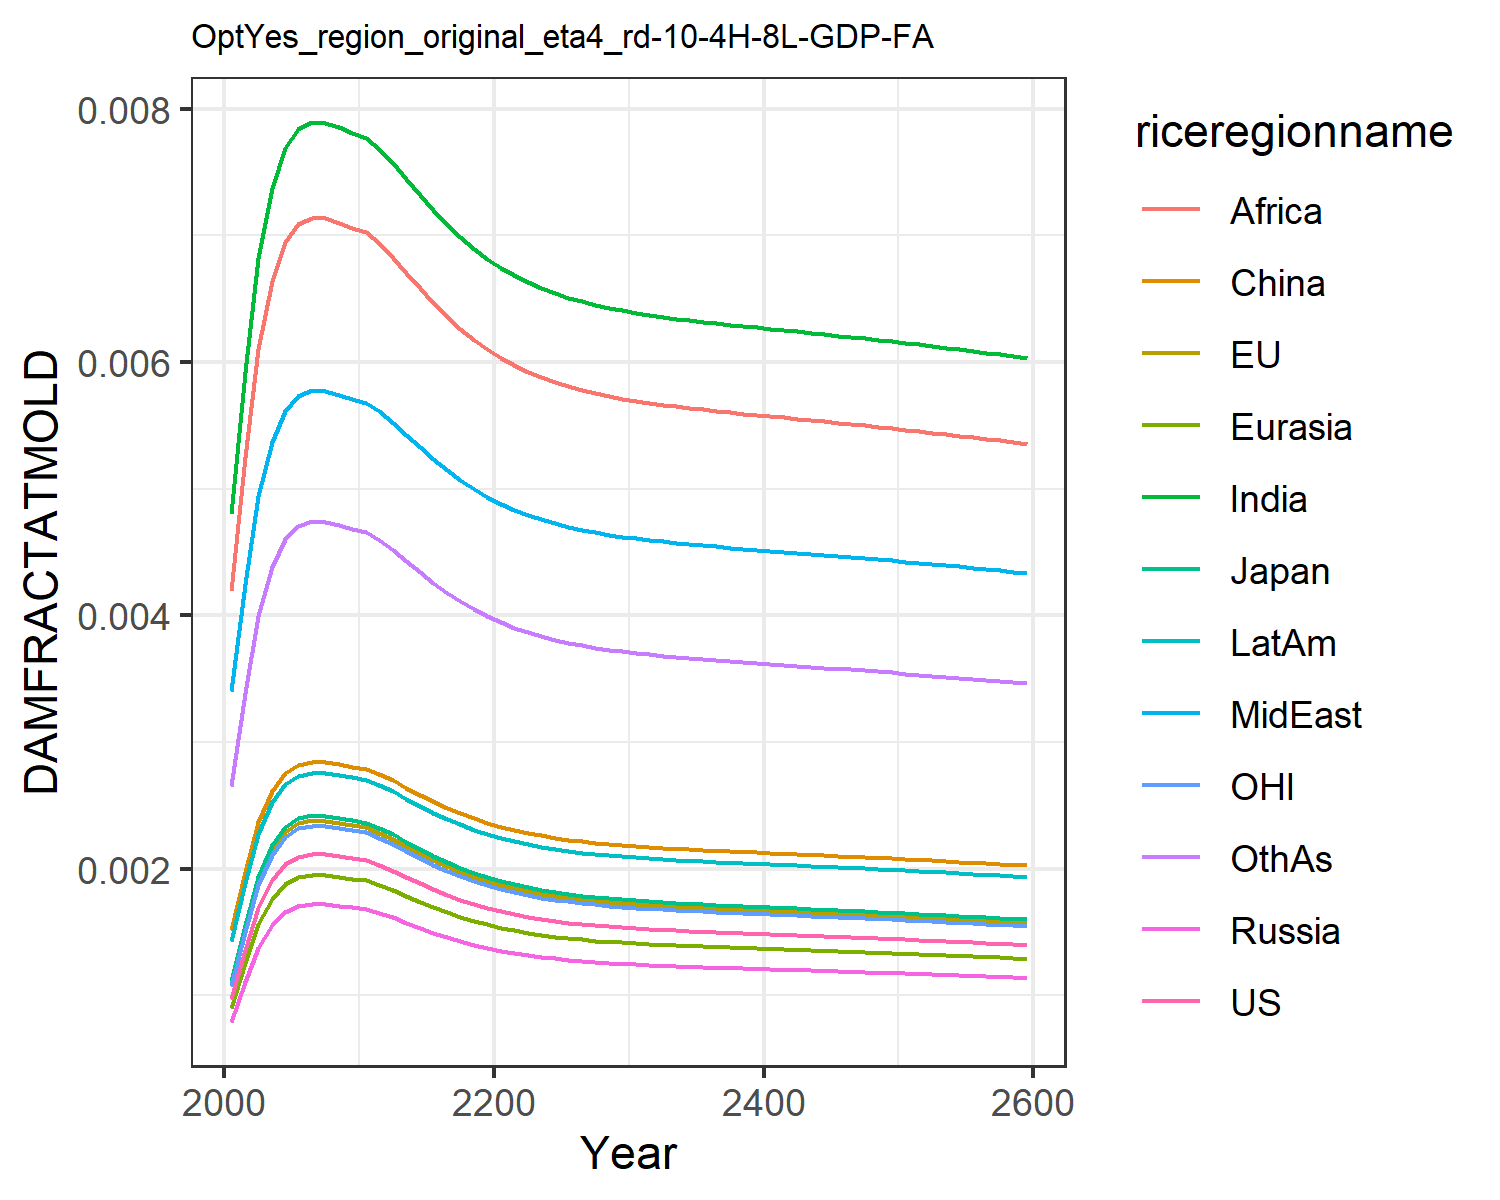 OptYes_region_original_eta4_rd-10-4H-8L-GDP-FA
DAMFRACTATMOLD
0.008
0.006
0.004
0.002
2000 2200 2400 2600
Year
riceregionname
Africa
China
EU
Eurasia
India
Japan
LatAm
MidEast
OHI
OthAs
Russia
US